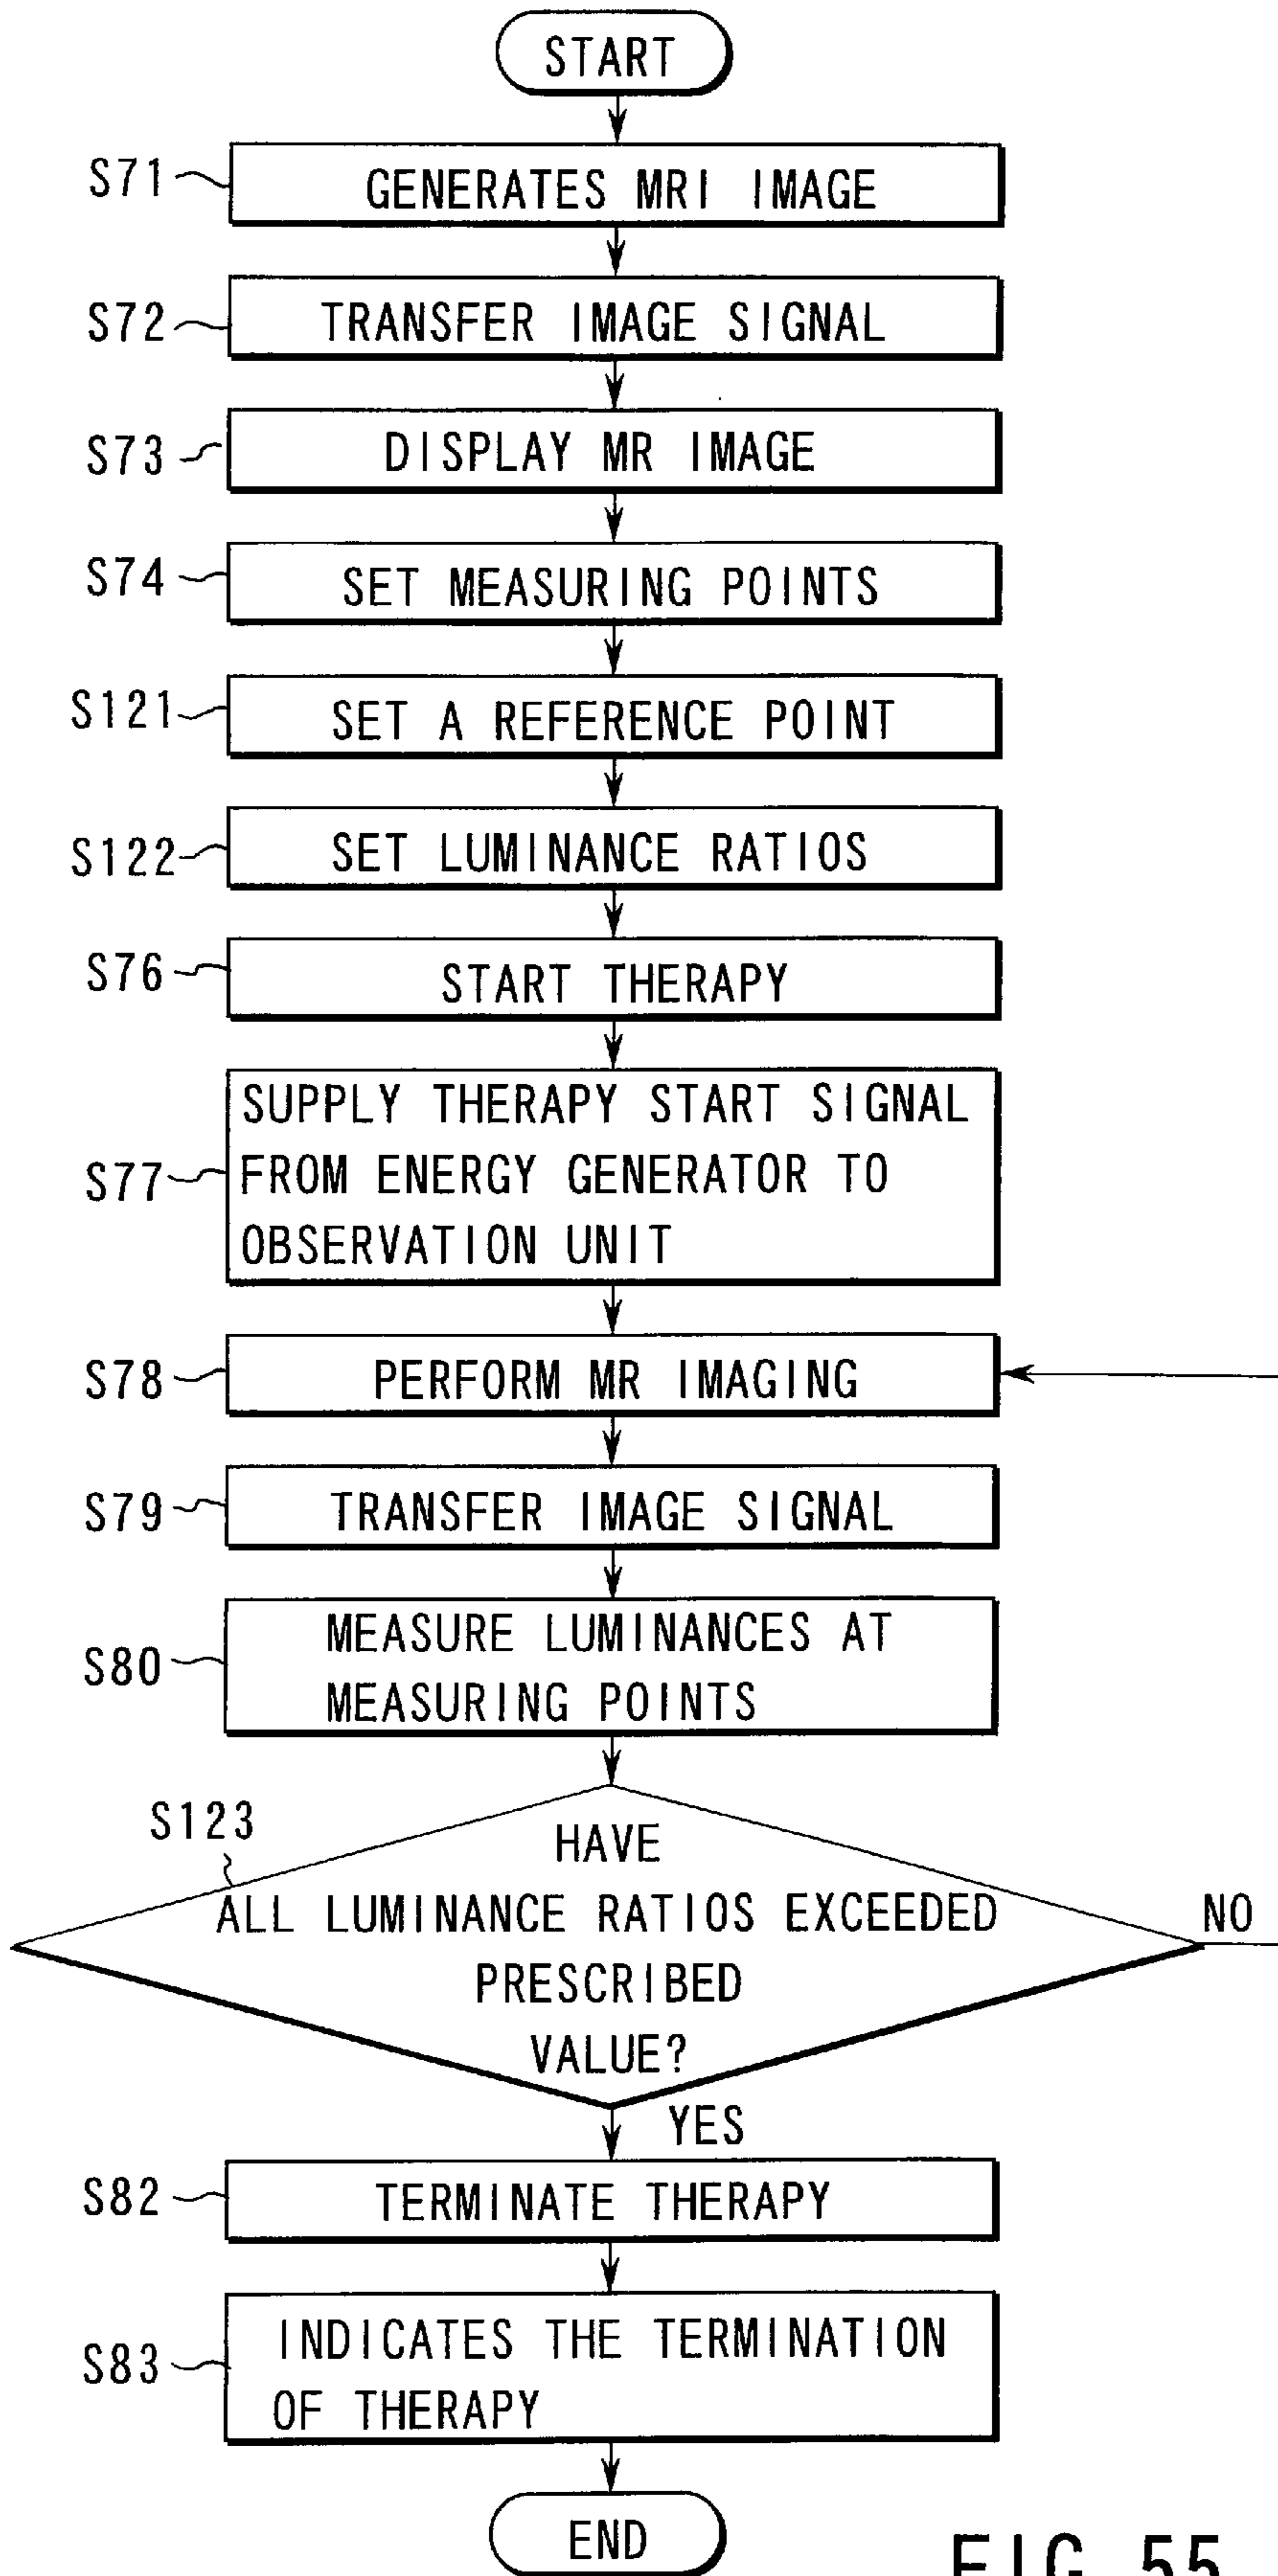 START
S71
GENERATES MRI IMAGE
S72
TRANSFER IMAGE SIGNAL
S73
DISPLAY MR IMAGE
S74
SET MEASURING POINTS
S121
SET A REFERENCE POINT
S122
SET LUMINANCE RATIOS
S76
START THERAPY
S77
SUPPLY THERAPY START SIGNAL
FROM ENERGY GENERATOR TO
OBSERVATION UNIT
S78
PERFORM MR IMAGING
S79
TRANSFER IMAGE SIGNAL
S80
MEASURE LUMINANCES AT
MEASURING POINTS
S123
HAVE
ALL LUMINANCE RATIOS EXCEEDED
PRESCRIBED
VALUE?
NO
YES
S82
TERMINATE THERAPY
S83
INDICATES THE TERMINATION
OF THERAPY
END
FIG. 55